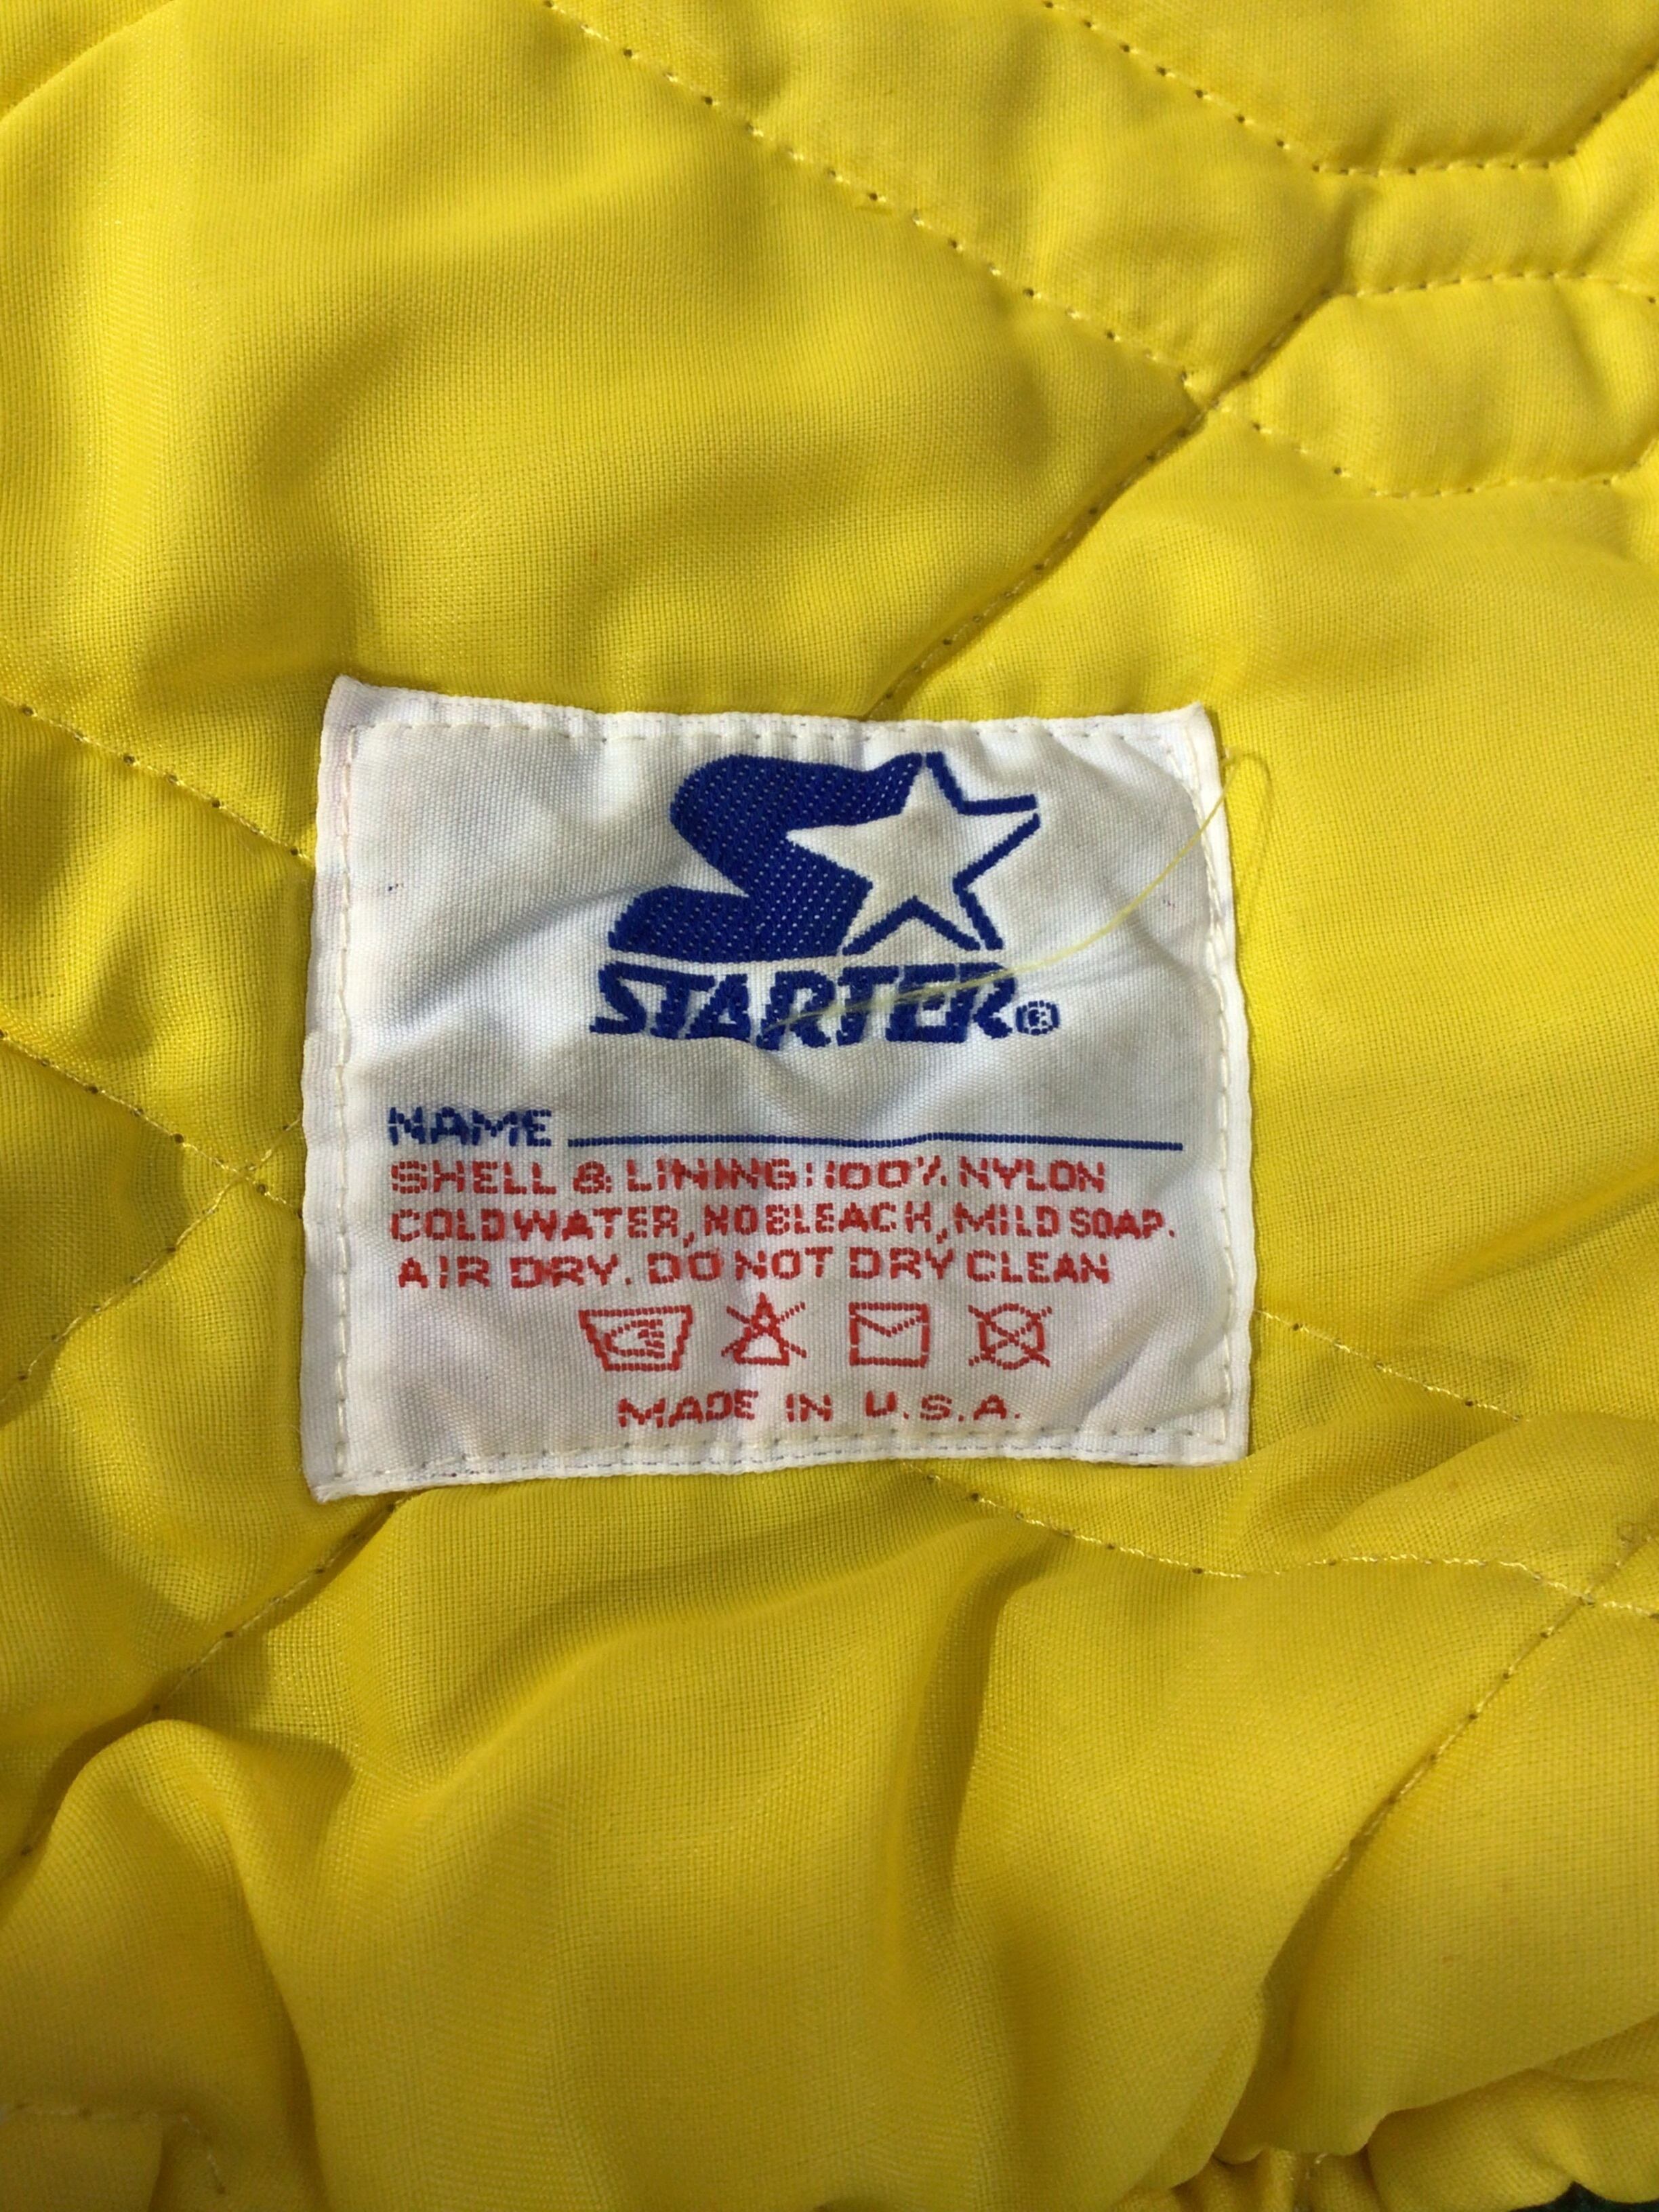 STARTER®
NAME
SHELL & LINING: 100% NYLON
COLD WATER, NO BLEACH, MILD SOAP.
AIR DRY. DO NOT DRY CLEAN
MADE IN U.S.A.